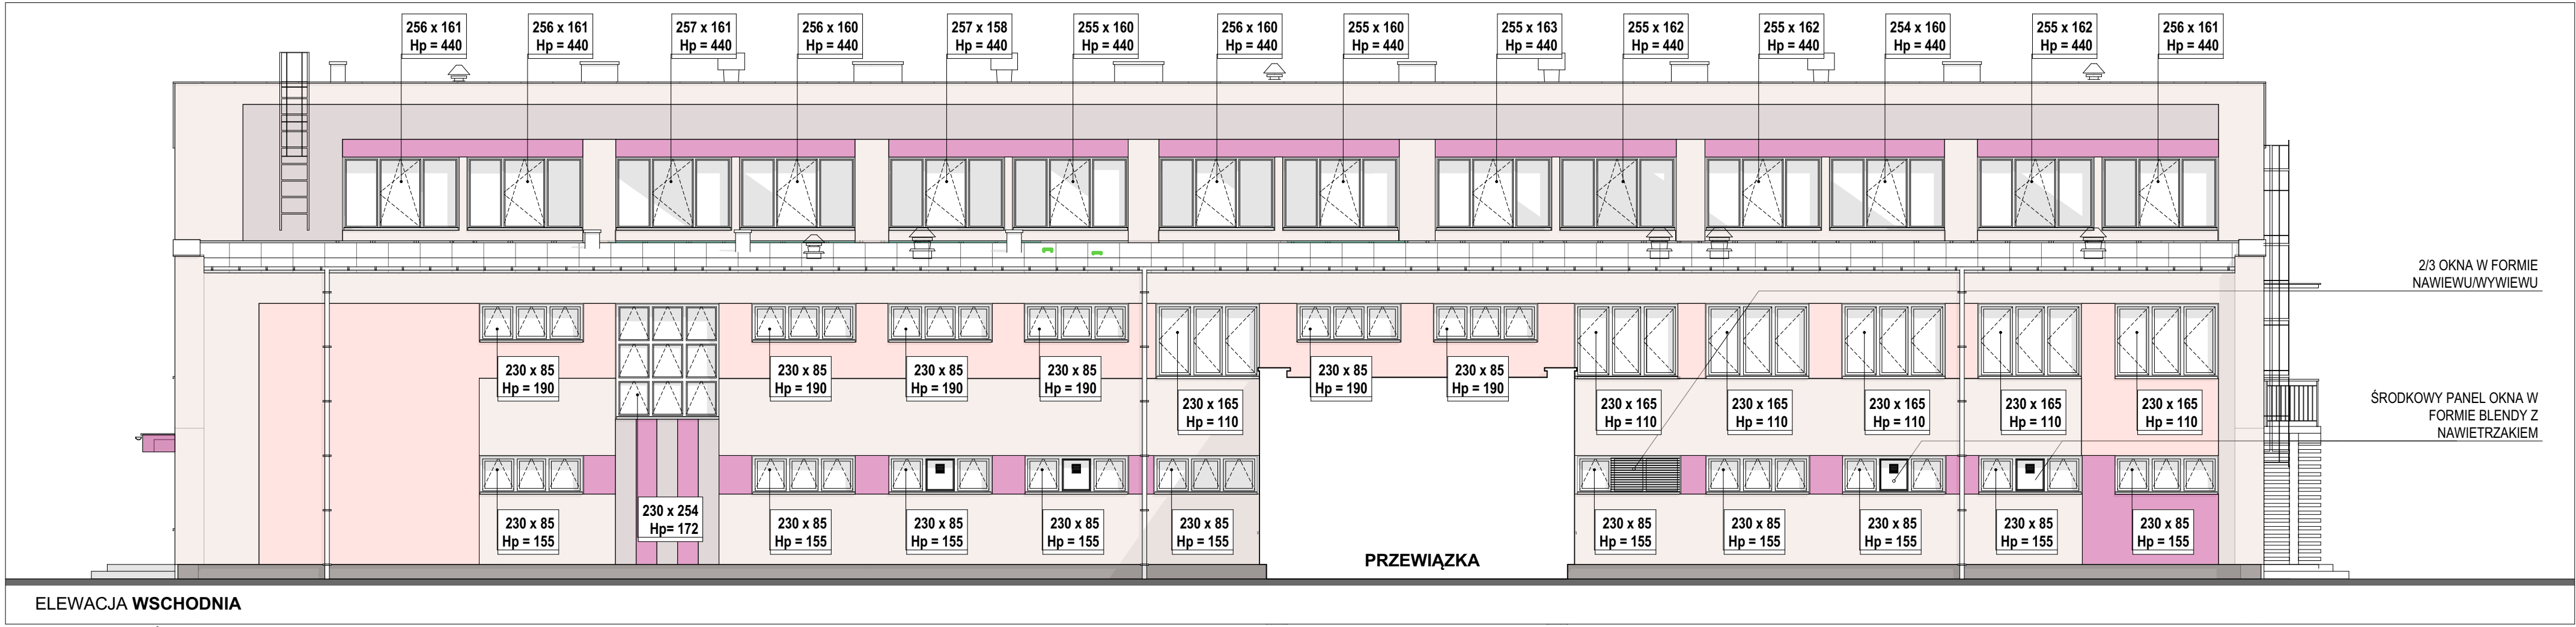 256 x 161
Hp = 440
256 x 161
Hp = 440
257 x 161
Hp = 440
256 x 160
Hp = 440
257 x 158
Hp = 440
255 x 160
Hp = 440
256 x 160
Hp = 440
255 x 160
Hp = 440
255 x 163
Hp = 440
255 x 162
Hp = 440
255 x 162
Hp = 440
254 x 160
Hp = 440
255 x 162
Hp = 440
256 x 161
Hp = 440
2/3 OKNA W FORMIE
NAWIEWU/WYWIEWU
230 x 85
Hp = 190
230 x 85
Hp = 190
230 x 85
Hp = 190
230 x 85
Hp = 190
230 x 165
Hp = 110
230 x 85
Hp = 190
230 x 85
Hp = 190
230 x 165
Hp = 110
230 x 165
Hp = 110
230 x 165
Hp = 110
230 x 165
Hp = 110
230 x 165
Hp = 110
ŚRODKOWY PANEL OKNA W
FORMIE BLENDY Z
NAWIETRZAKIEM
230 x 85
Hp = 155
230 x 254
Hp= 172
230 x 85
Hp = 155
230 x 85
Hp = 155
230 x 85
Hp = 155
230 x 85
Hp = 155
230 x 85
Hp = 155
230 x 85
Hp = 155
230 x 85
Hp = 155
230 x 85
Hp = 155
230 x 85
Hp = 155
PRZEWIĄZKA
ELEWACJA WSCHODNIA